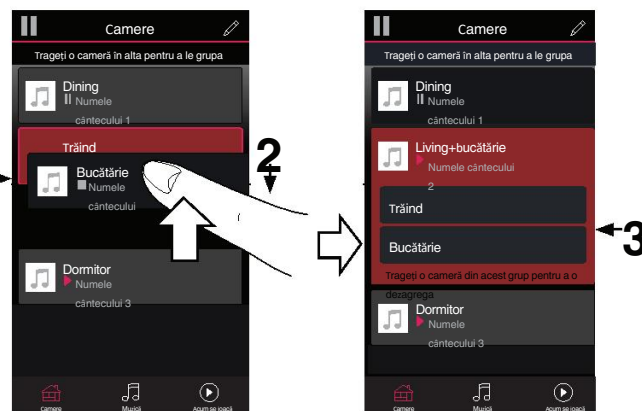 Camere
Trageți o cameră în alta pentru a le grupa
Dining
Numele
cântecului 1
Trăind
Bucătărie
Numele
cântecului
Dormitor
Numele
cântecului 3
Camere
Muzică
Acum se joacă
2
Camere
Trageți o cameră în alta pentru a le grupa
Dining
Numele
cântecului 1
Living+bucătărie
Numele cântecului
2
Trăind
Bucătărie
Trageți o cameră din acest grup pentru a o
dezagrega
Dormitor
Numele
cântecului 3
Camere
Muzică
Acum se joacă
3